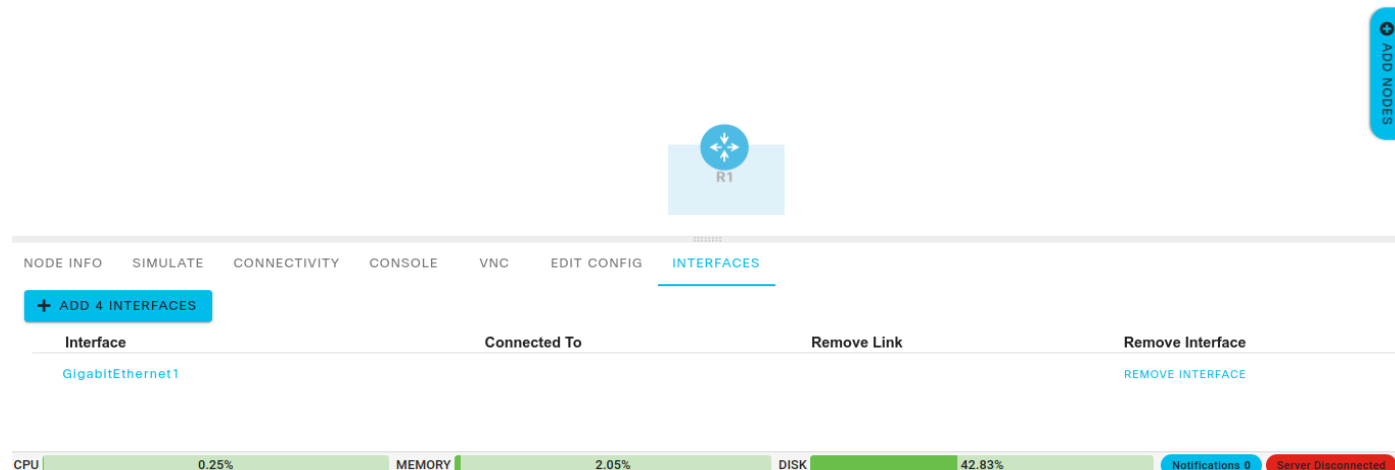 ADD NODES
R1
NODE INFO SIMULATE CONNECTIVITY CONSOLE VNC EDIT CONFIG INTERFACES
+ ADD 4 INTERFACES
Interface Connected To Remove Link Remove Interface
GigabitEthernet1 REMOVE INTERFACE
CPU 0.25% MEMORY 2.05% DISK 42.83% Notifications 0 Server Disconnected